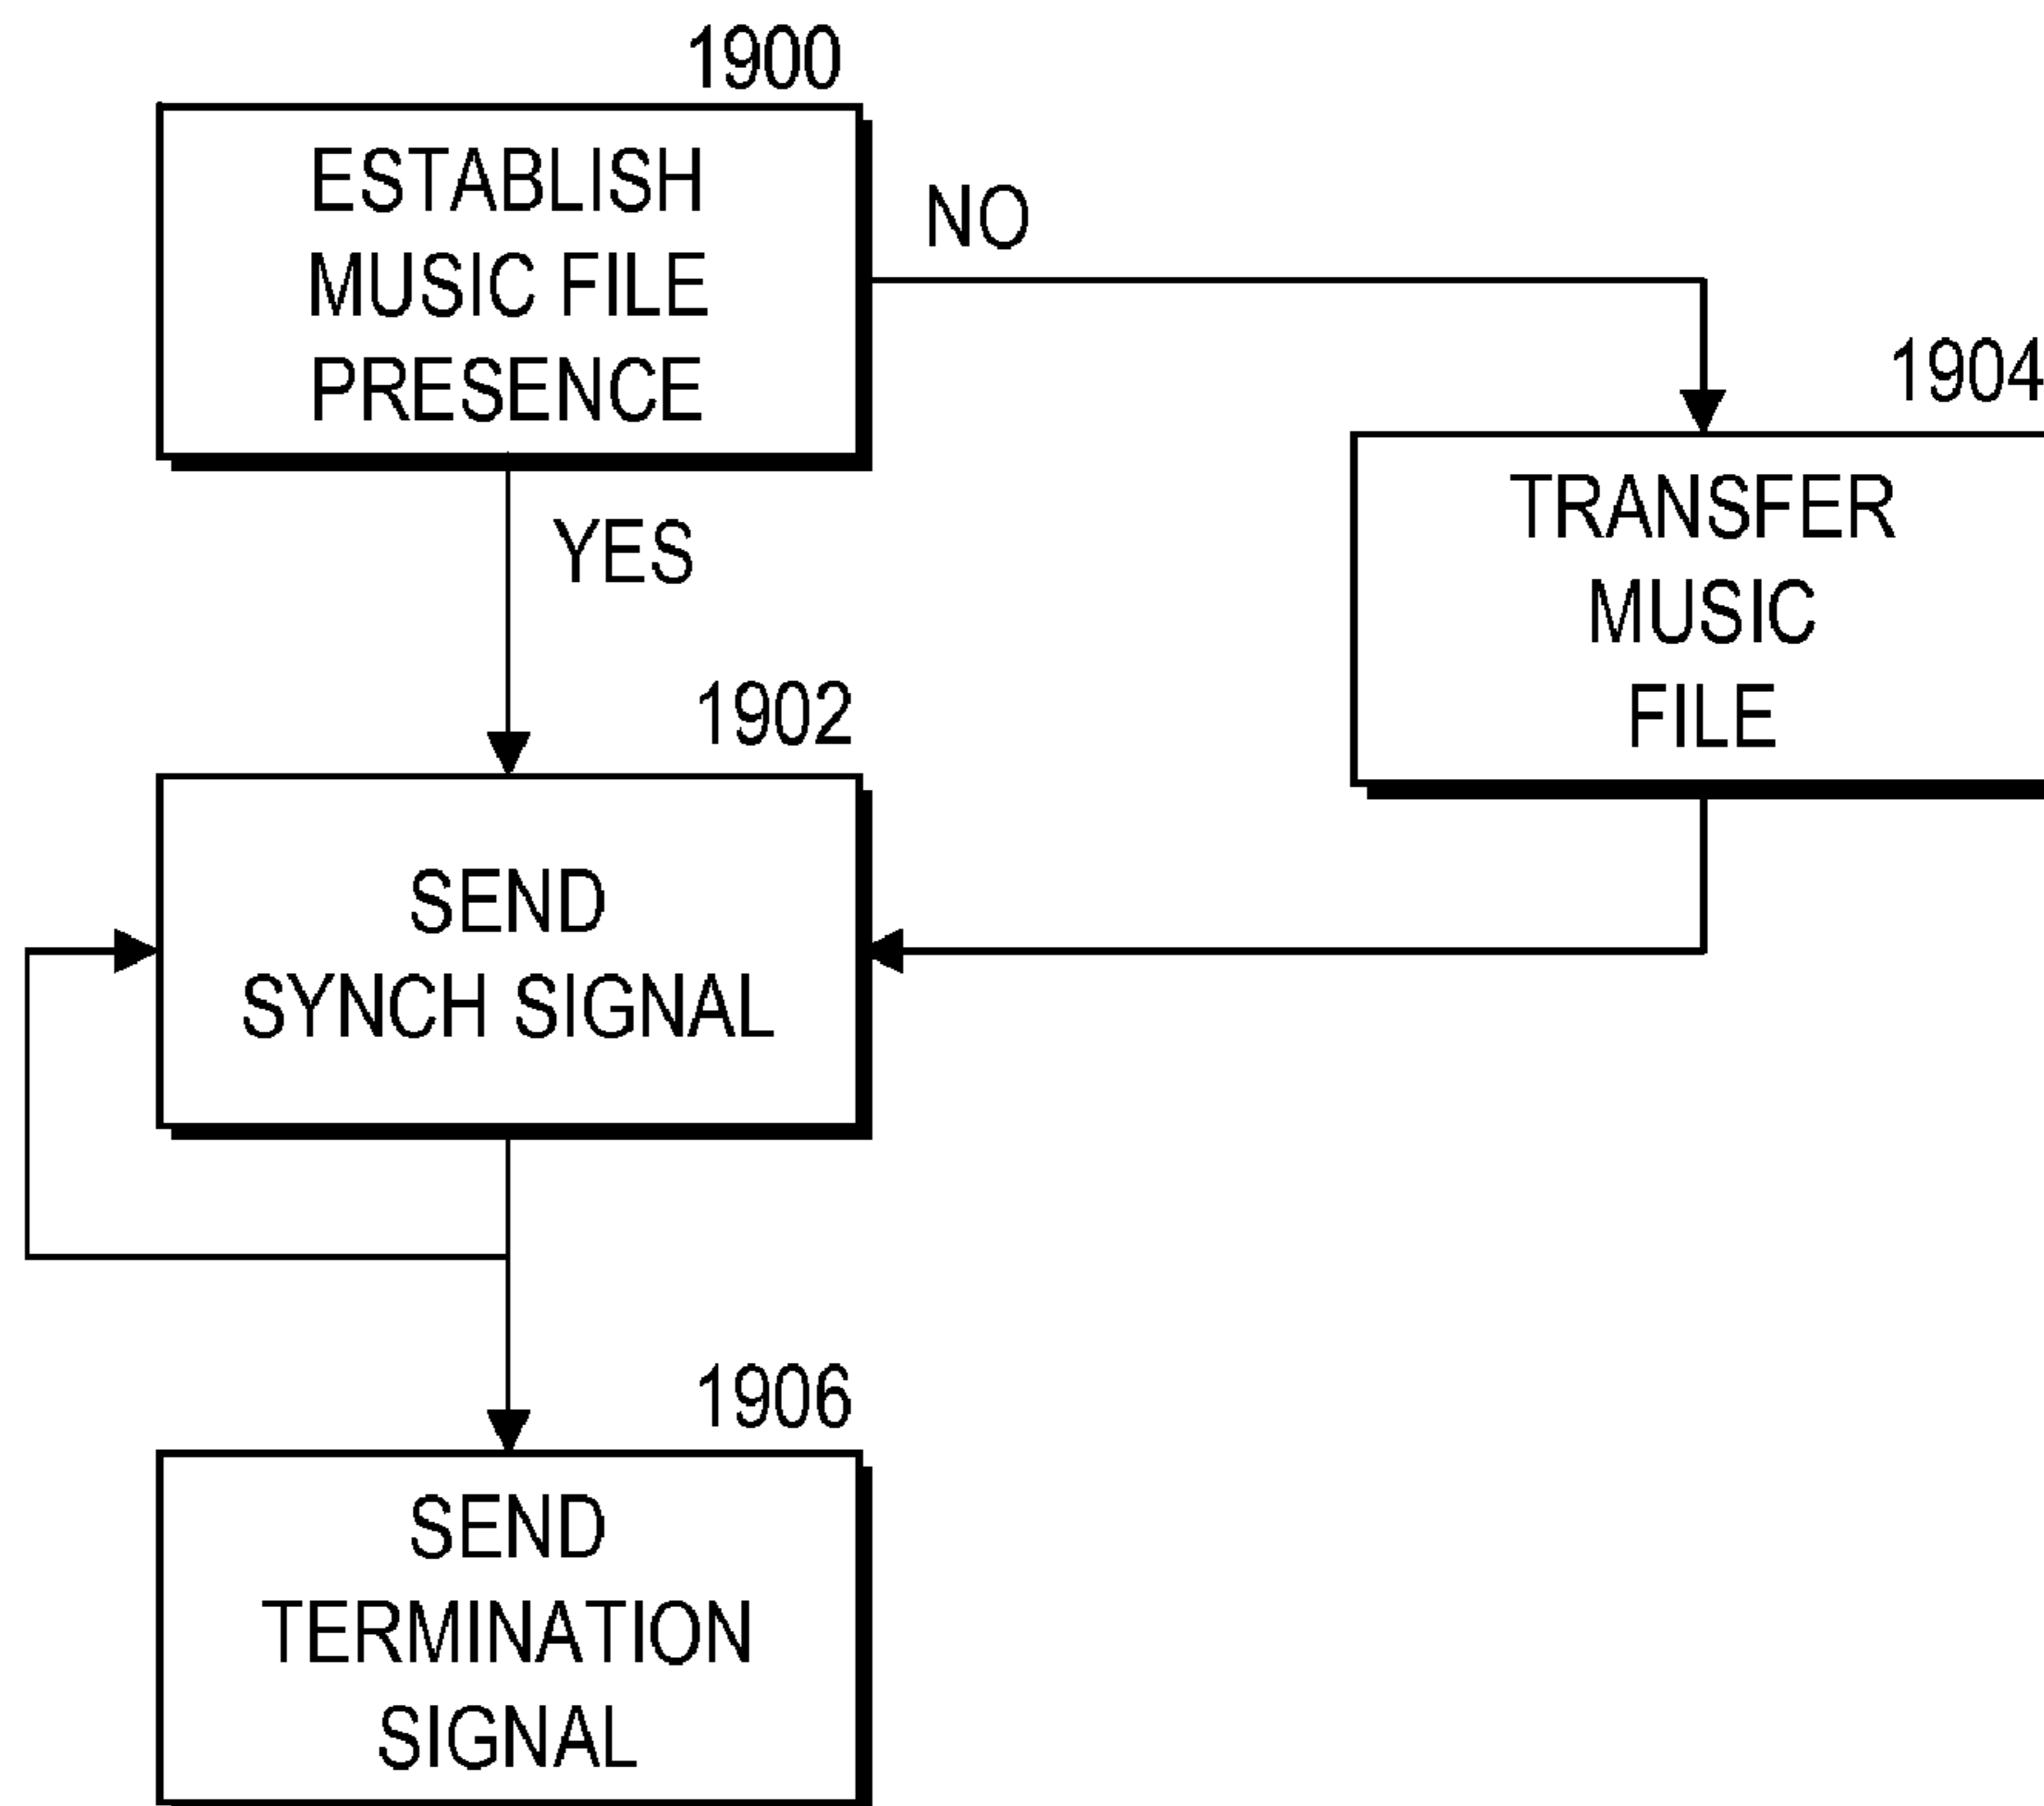 1900
ESTABLISH
MUSIC FILE
PRESENCE
NO
YES
1904
TRANSFER
MUSIC
FILE
1902
SEND
SYNCH SIGNAL
1906
SEND
TERMINATION
SIGNAL